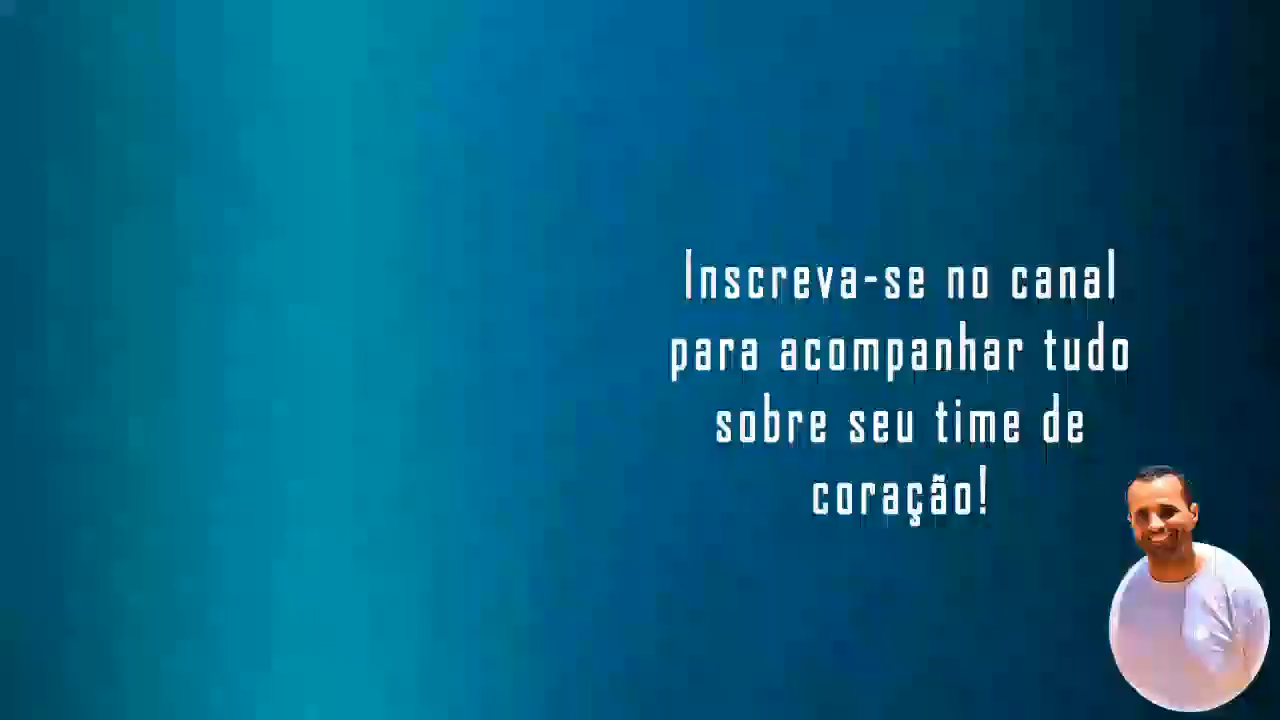 Inscreva-se no canal
para acompanhar tudo
sobre seu time de
coração!